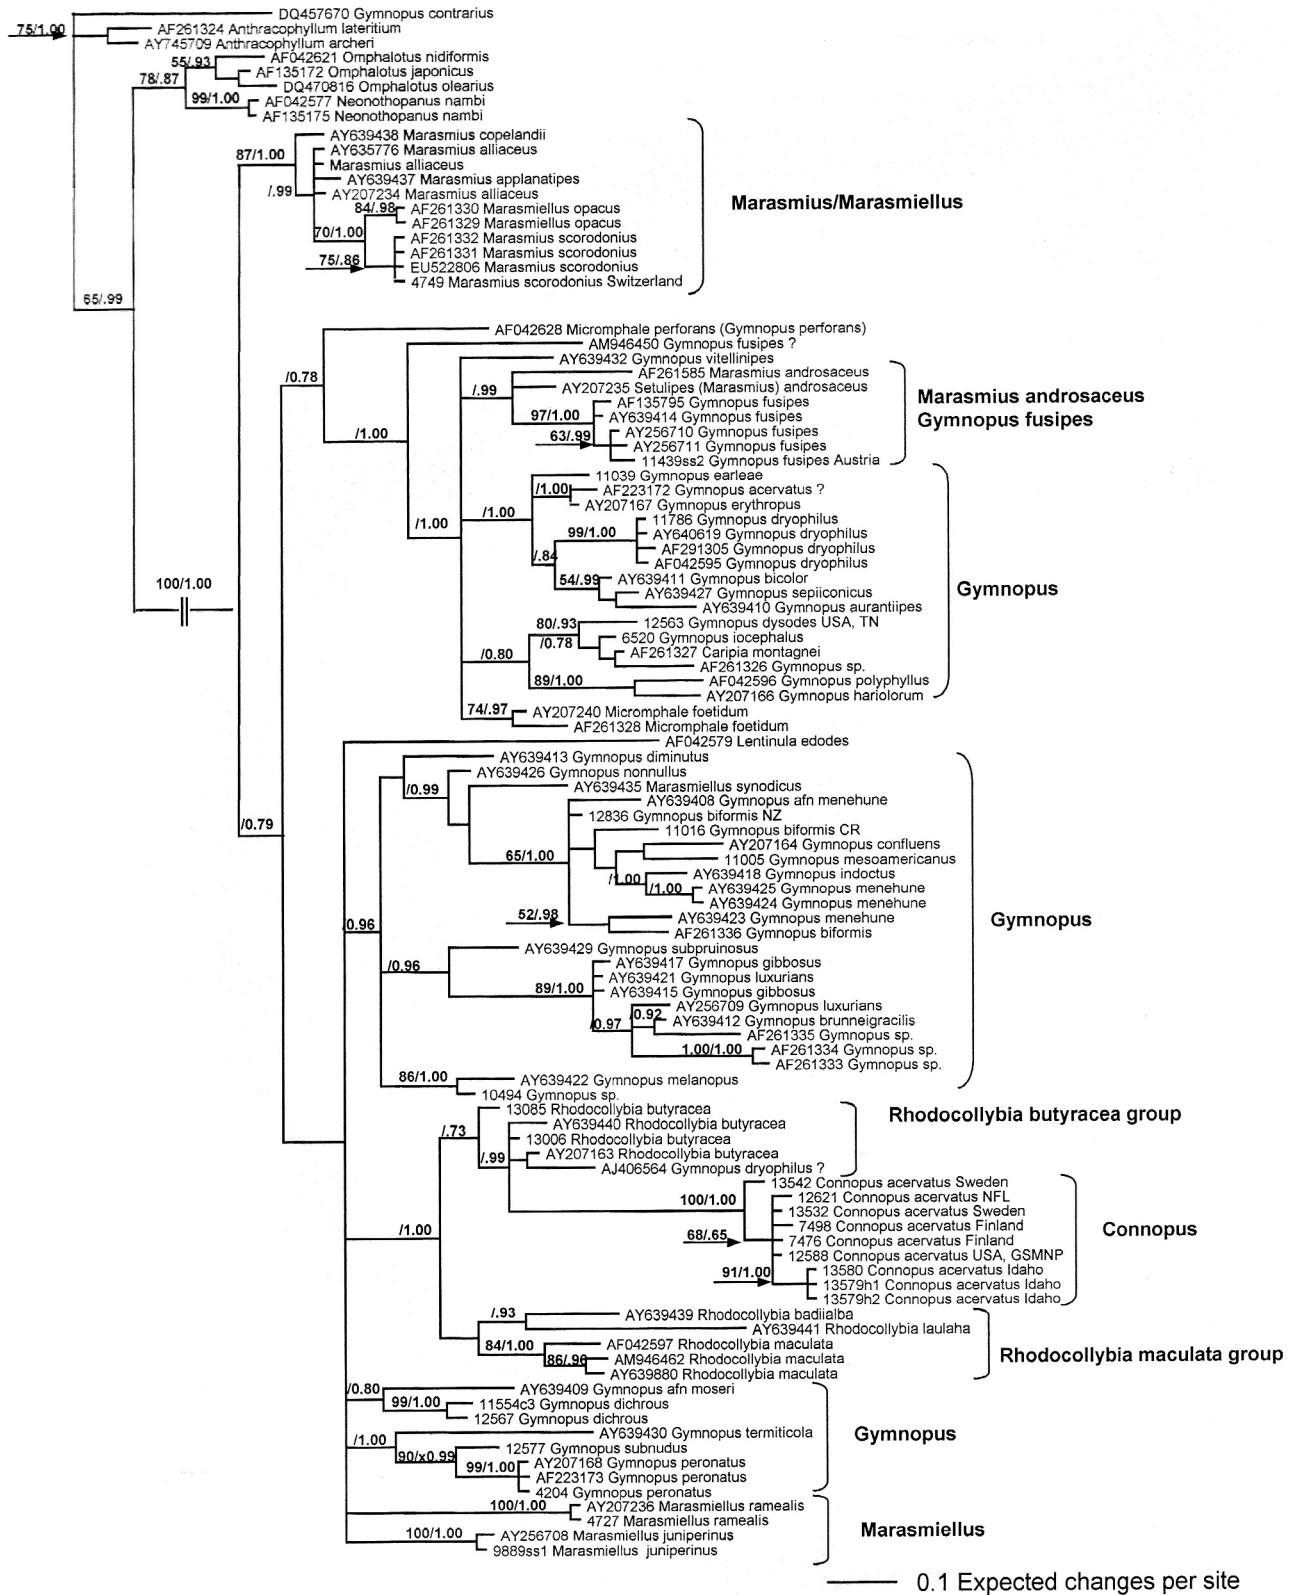 DQ457670 Gymnopus contrarius
75/1.00
AF261324 Anthracophyllum lateritium
AY745709 Anthracophyllum archeri
AF042621 Omphalotus nidiformis
55/.93
AF135172 Omphalotus japonicus
78/.87
DQ470816 Omphalotus olearius
99/1.00
AF042577 Neonothopanus nambi
AF135175 Neonothopanus nambi
AY639438 Marasmius copelandii
AY635776 Marasmius alliaceus
87/1.00
Marasmius alliaceus
AY639437 Marasmius applanatipes
/.99
AY207234 Marasmius alliaceus
Marasmius/Marasmiellus
84/.98
AF261330 Marasmiellus opacus
AF261329 Marasmiellus opacus
70/1.00
AF261332 Marasmius scorodonius
AF261331 Marasmius scorodonius
75/.86
EU522806 Marasmius scorodonius
4749 Marasmius scorodonius Switzerland
65/.99
AF042628 Micromphale perforans (Gymnopus perforans)
AM946450 Gymnopus fusipes ?
AY639432 Gymnopus vitellinipes
/0.78
AF261585 Marasmius androsaceus
/.99
AY207235 Setulipes (Marasmius) androsaceus
Marasmius androsaceus
AF135795 Gymnopus fusipes
97/1.00
AY639414 Gymnopus fusipes
Gymnopus fusipes
/1.00
63/.99
AY256710 Gymnopus fusipes
AY256711 Gymnopus fusipes
11439ss2 Gymnopus fusipes Austria
11039 Gymnopus earleae
/1.00
AF223172 Gymnopus acervatus ?
AY207167 Gymnopus erythropus
/1.00
/1.00
11786 Gymnopus dryophilus
99/1.00
AY640619 Gymnopus dryophilus
AF291305 Gymnopus dryophilus
/.84
AF042595 Gymnopus dryophilus
100/1.00
54/.99
AY639411 Gymnopus bicolor
Gymnopus
AY639427 Gymnopus sepiiconicus
AY639410 Gymnopus aurantiipes
80/.93
12563 Gymnopus dysodes USA, TN
/0.78
6520 Gymnopus iocephalus
/0.80
AF261327 Caripia montagnei
AF261326 Gymnopus sp.
89/1.00
AF042596 Gymnopus polyphyllus
AY207166 Gymnopus hariolorum
74/.97
AY207240 Micromphale foetidum
AF261328 Micromphale foetidum
AF042579 Lentinula edodes
AY639413 Gymnopus diminutus
AY639426 Gymnopus nonnullus
/0.99
AY639435 Marasmiellus synodicus
AY639408 Gymnopus afn menehune
12836 Gymnopus biformis NZ
/0.79
11016 Gymnopus biformis CR
AY207164 Gymnopus confluens
65/1.00
11005 Gymnopus mesoamericanus
/1.00
AY639418 Gymnopus indoctus
/1.00
AY639425 Gymnopus menehune
AY639424 Gymnopus menehune
52/.98
AY639423 Gymnopus menehune
Gymnopus
/0.96
AF261336 Gymnopus biformis
AY639429 Gymnopus subpruinosus
/0.96
AY639417 Gymnopus gibbosus
AY639421 Gymnopus luxurians
89/1.00
AY639415 Gymnopus gibbosus
AY256709 Gymnopus luxurians
/0.97
/0.92
AY639412 Gymnopus brunneigracilis
AF261335 Gymnopus sp.
1.00/1.00
AF261334 Gymnopus sp.
AF261333 Gymnopus sp.
86/1.00
AY639422 Gymnopus melanopus
10494 Gymnopus sp.
13085 Rhodocollybia butyracea
Rhodocollybia butyracea group
/.73
AY639440 Rhodocollybia butyracea
13006 Rhodocollybia butyracea
/.99
AY207163 Rhodocollybia butyracea
AJ406564 Gymnopus dryophilus ?
13542 Connopus acervatus Sweden
100/1.00
12621 Connopus acervatus NFL
13532 Connopus acervatus Sweden
/1.00
7498 Connopus acervatus Finland
Connopus
68/.65
7476 Connopus acervatus Finland
12588 Connopus acervatus USA, GSMNP
91/1.00
13580 Connopus acervatus Idaho
13579h1 Connopus acervatus Idaho
13579h2 Connopus acervatus Idaho
/.93
AY639439 Rhodocollybia badiialba
AY639441 Rhodocollybia laulaha
84/1.00
AF042597 Rhodocollybia maculata
86/.96
AM946462 Rhodocollybia maculata
Rhodocollybia maculata group
AY639880 Rhodocollybia maculata
/0.80
AY639409 Gymnopus afn moseri
99/1.00
11554c3 Gymnopus dichrous
12567 Gymnopus dichrous
/1.00
AY639430 Gymnopus termiticola
Gymnopus
90/x0.99
12577 Gymnopus subnudus
99/1.00
AY207168 Gymnopus peronatus
AF223173 Gymnopus peronatus
4204 Gymnopus peronatus
100/1.00
AY207236 Marasmiellus ramealis
4727 Marasmiellus ramealis
Marasmiellus
100/1.00
AY256708 Marasmiellus juniperinus
9889ss1 Marasmiellus juniperinus
0.1 Expected changes per site